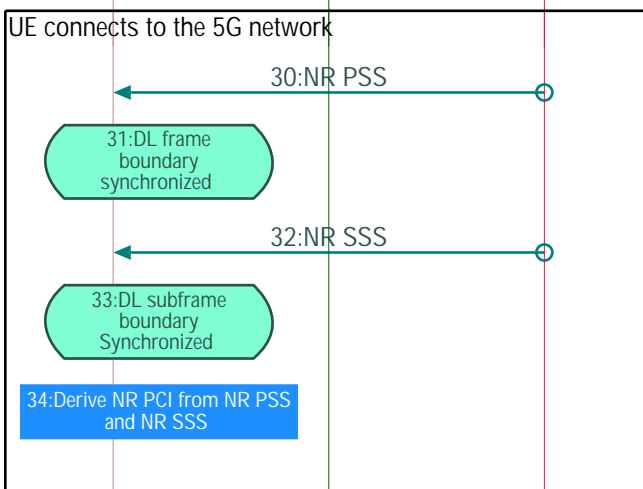 UE connects to the 5G network
30:NR PSS
31:DL frame
boundary
synchronized
32:NR SSS
33:DL subframe
boundary
Synchronized
34:Derive NR PCI from NR PSS
and NR SSS